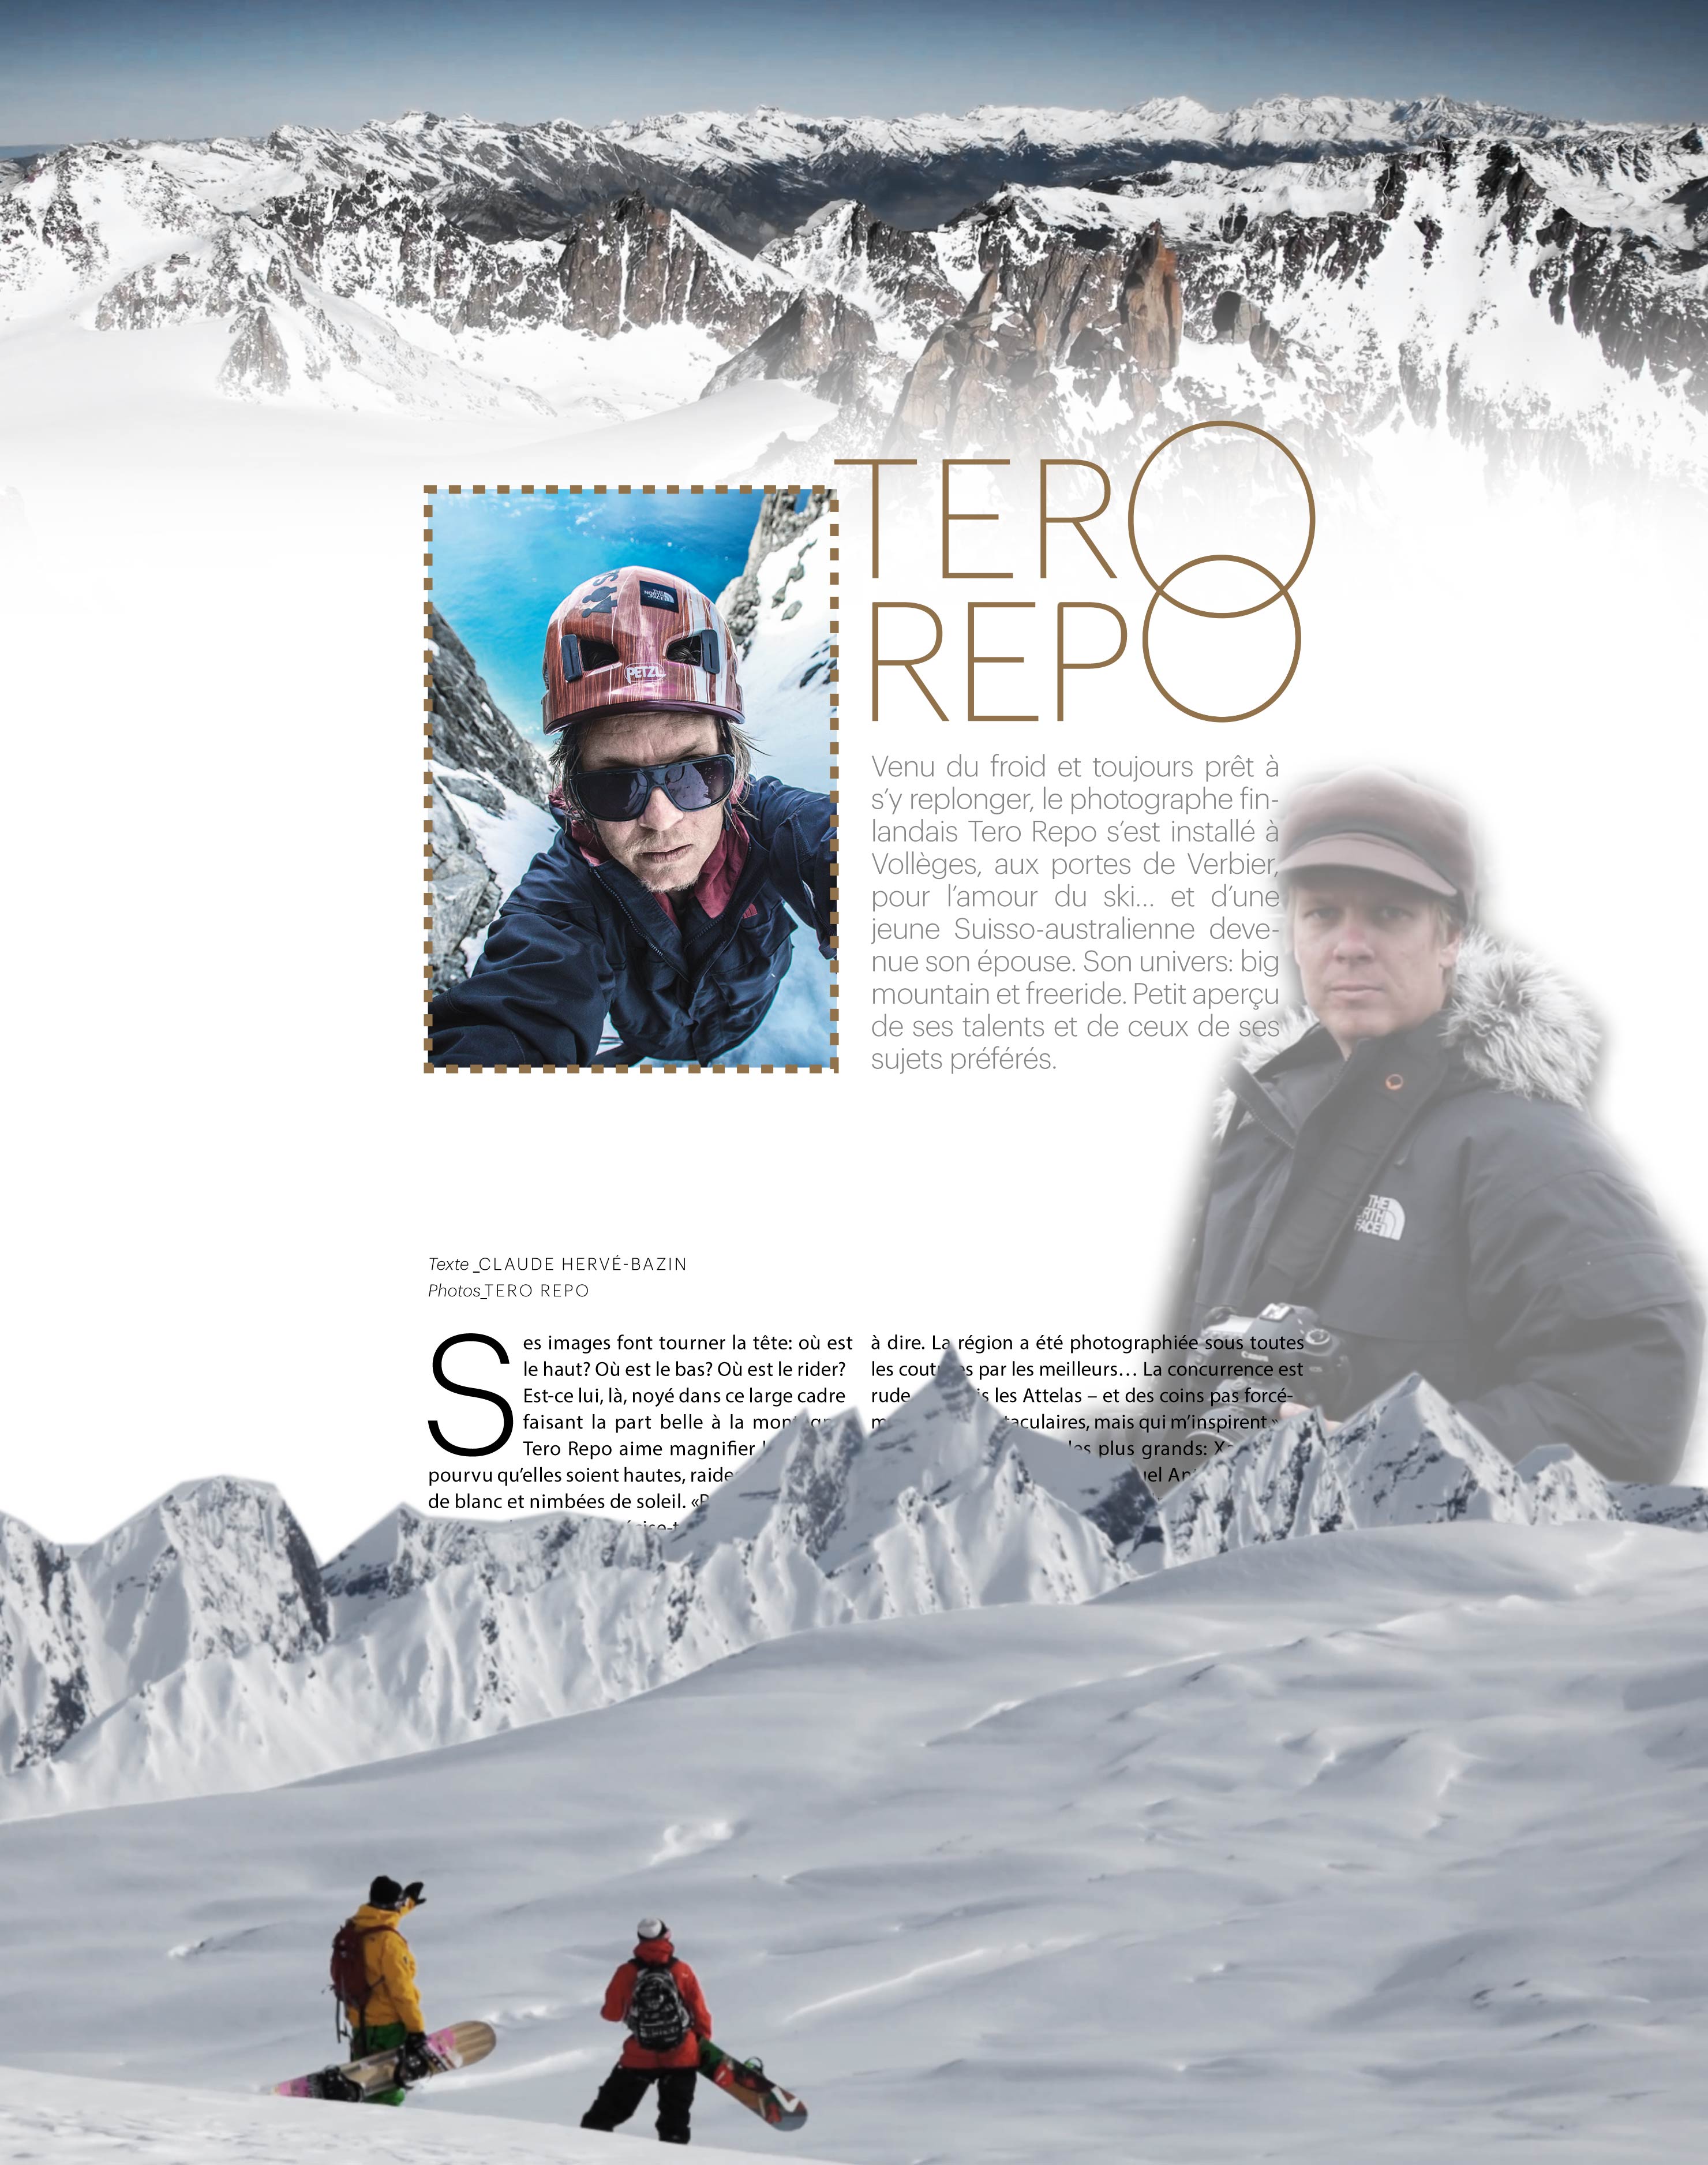 TERO
REPO
THE NORTH FACE
PETZL
Venu du froid et toujours prêt à
s'y replonger, le photographe fin-
landais Tero Repo s'est installé à
Vollèges, aux portes de Verbier,
pour l'amour du ski... et d'une
jeune Suisso-australienne deve-
nue son épouse. Son univers: big
mountain et freeride. Petit aperçu
de ses talents et de ceux de ses
sujets préférés.
THE
RTH
FACE
Texte _CLAUDE HERVÉ-BAZIN
Photos_TERO REPO
Ses images font tourner la tête: où est
le haut? Où est le bas? Où est le rider?
Est-ce lui, là, noyé dans ce large cadre
faisant la part belle à la
Tero Repo aime magnifier
pourvu qu'elles soient hautes,
de blanc et nimbées de soleil.
à dire. La région a été photographiée sous toutes
les par les meilleurs… La concurrence est
rude les Attelas – et des coins pas forcé-
mais qui m'inspirent »
plus grands: